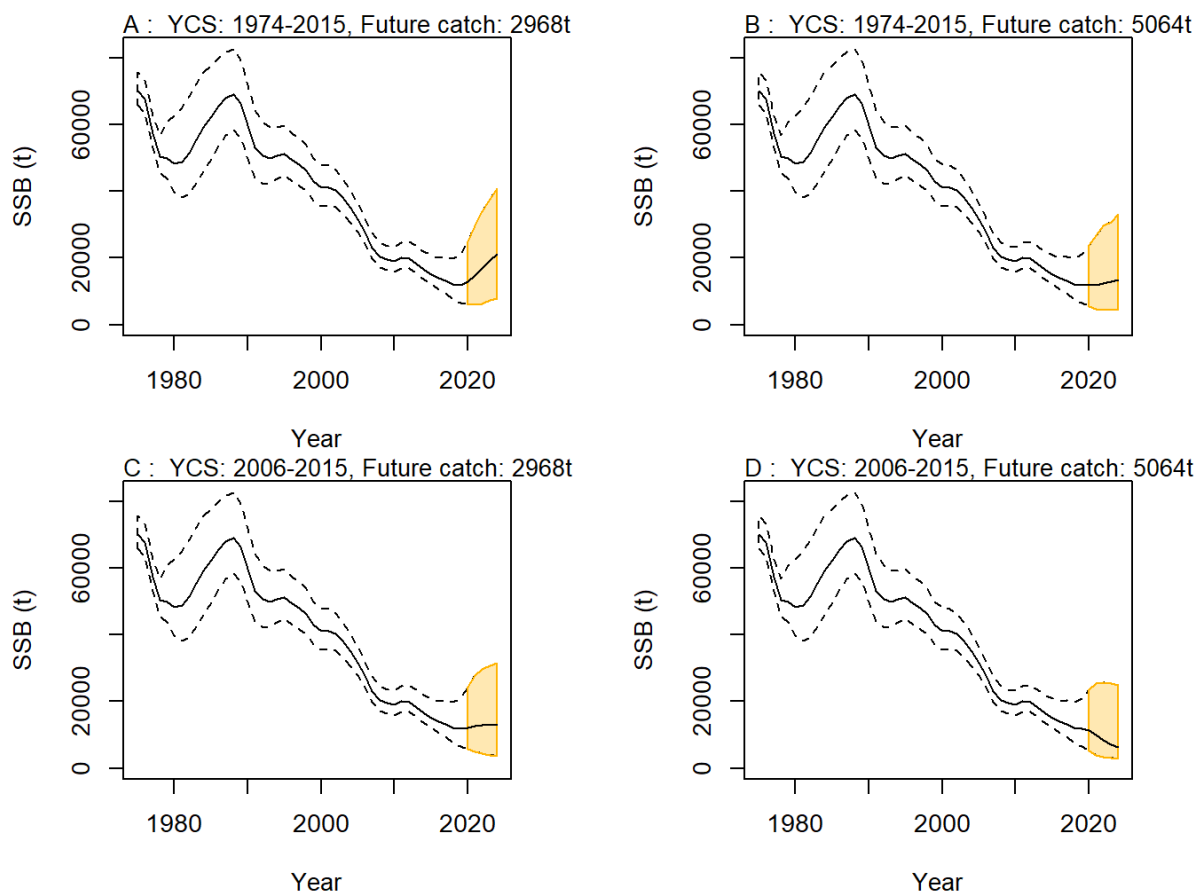 A :  YCS: 1974-2015, Future catch: 2968t
SSB (t)
0
20000
60000
1980
2000
2020
Year
B :  YCS: 1974-2015, Future catch: 5064t
SSB (t)
0
20000
60000
1980
2000
2020
Year
C :  YCS: 2006-2015, Future catch: 2968t
SSB (t)
0
20000
60000
1980
2000
2020
Year
D :  YCS: 2006-2015, Future catch: 5064t
SSB (t)
0
20000
60000
1980
2000
2020
Year